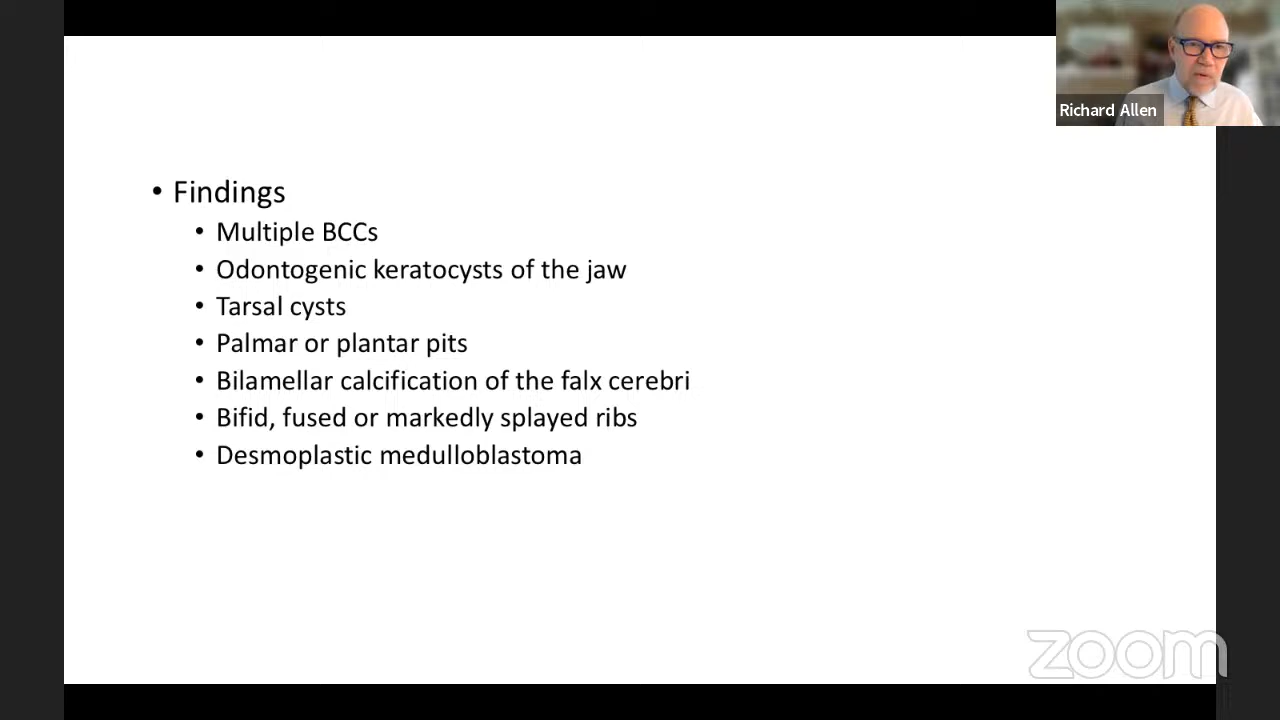 Richard Allen
• Findings
• Multiple BCCs
• Odontogenic keratocysts of the jaw
• Tarsal cysts
• Palmar or plantar pits
• Bilamellar calcification of the falx cerebri
• Bifid, fused or markedly splayed ribs
• Desmoplastic medulloblastoma
zoom